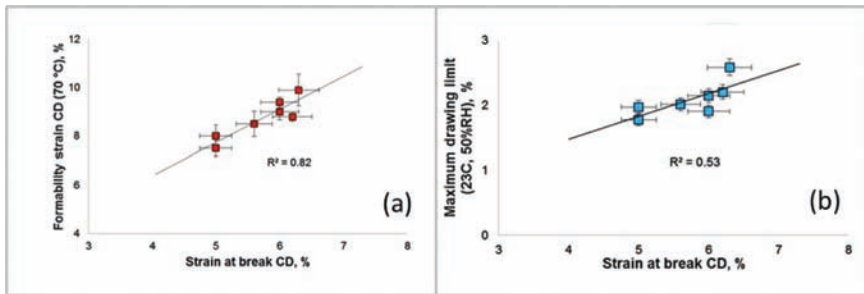 Formability strain CD (70 °C), %
12
10
8
6
4
3 4 5 6 7 8
R² = 0.82
(a)
Strain at break CD, %
Maximum drawing limit
(23C, 50%RH), %
3
2
1
0
3 4 5 6 7 8
R² = 0.53
(b)
Strain at break CD, %